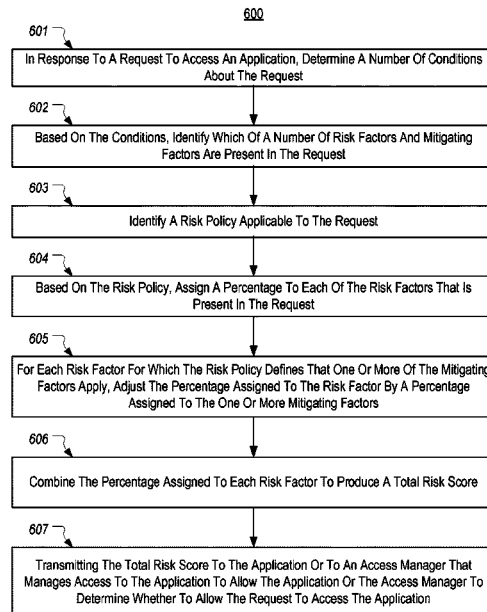 600
601
In Response To A Request To Access An Application, Determine A Number Of Conditions
About The Request
602
Based On The Conditions, Identify Which Of A Number Of Risk Factors And Mitigating
Factors Are Present In The Request
603
Identify A Risk Policy Applicable To The Request
604
Based On The Risk Policy, Assign A Percentage To Each Of The Risk Factors That Is
Present In The Request
605
For Each Risk Factor For Which The Risk Policy Defines That One Or More Of The Mitigating
Factors Apply, Adjust The Percentage Assigned To The Risk Factor By A Percentage
Assigned To The One Or More Mitigating Factors
606
Combine The Percentage Assigned To Each Risk Factor To Produce A Total Risk Score
607
Transmitting The Total Risk Score To The Application Or To An Access Manager That
Manages Access To The Application To Allow The Application Or The Access Manager To
Determine Whether To Allow The Request To Access The Application